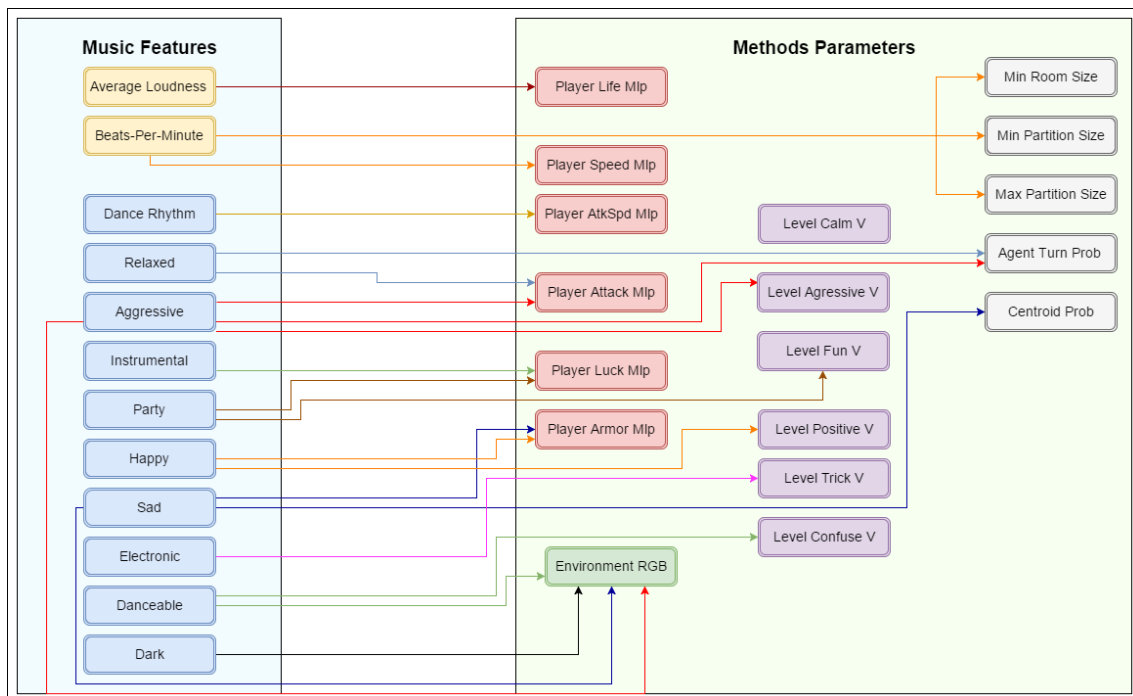 Music Features
Average Loudness
Beats-Per-Minute
Dance Rhythm
Relaxed
Aggressive
Instrumental
Party
Happy
Sad
Electronic
Danceable
Dark
Methods Parameters
Player Life Mlp
Player Speed Mlp
Player AtkSpd Mlp
Player Attack Mlp
Player Luck Mlp
Player Armor Mlp
Environment RGB
Level Calm V
Level Agressive V
Level Fun V
Level Positive V
Level Trick V
Level Confuse V
Min Room Size
Min Partition Size
Max Partition Size
Agent Turn Prob
Centroid Prob